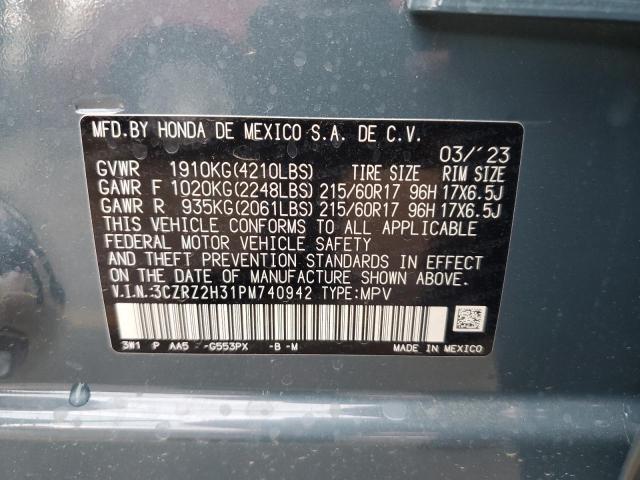 MFD.BY HONDA DE MEXICO S.A. DE C.V.
03/'23
GVWR 1910KG(4210LBS) TIRE SIZE RIM SIZE
GAWR F 1020KG(2248LBS) 215/60R17 96H 17X6.5J
GAWR R 935KG(2061LBS) 215/60R17 96H 17X6.5J
THIS VEHICLE CONFORMS TO ALL APPLICABLE
FEDERAL MOTOR VEHICLE SAFETY
AND THEFT PREVENTION STANDARDS IN EFFECT
ON THE DATE OF MANUFACTURE SHOWN ABOVE.
V.I.N.:3CZRZ2H31PM740942 TYPE:MPV
3W1 P AA5 -G553PX -B -M MADE IN MEXICO